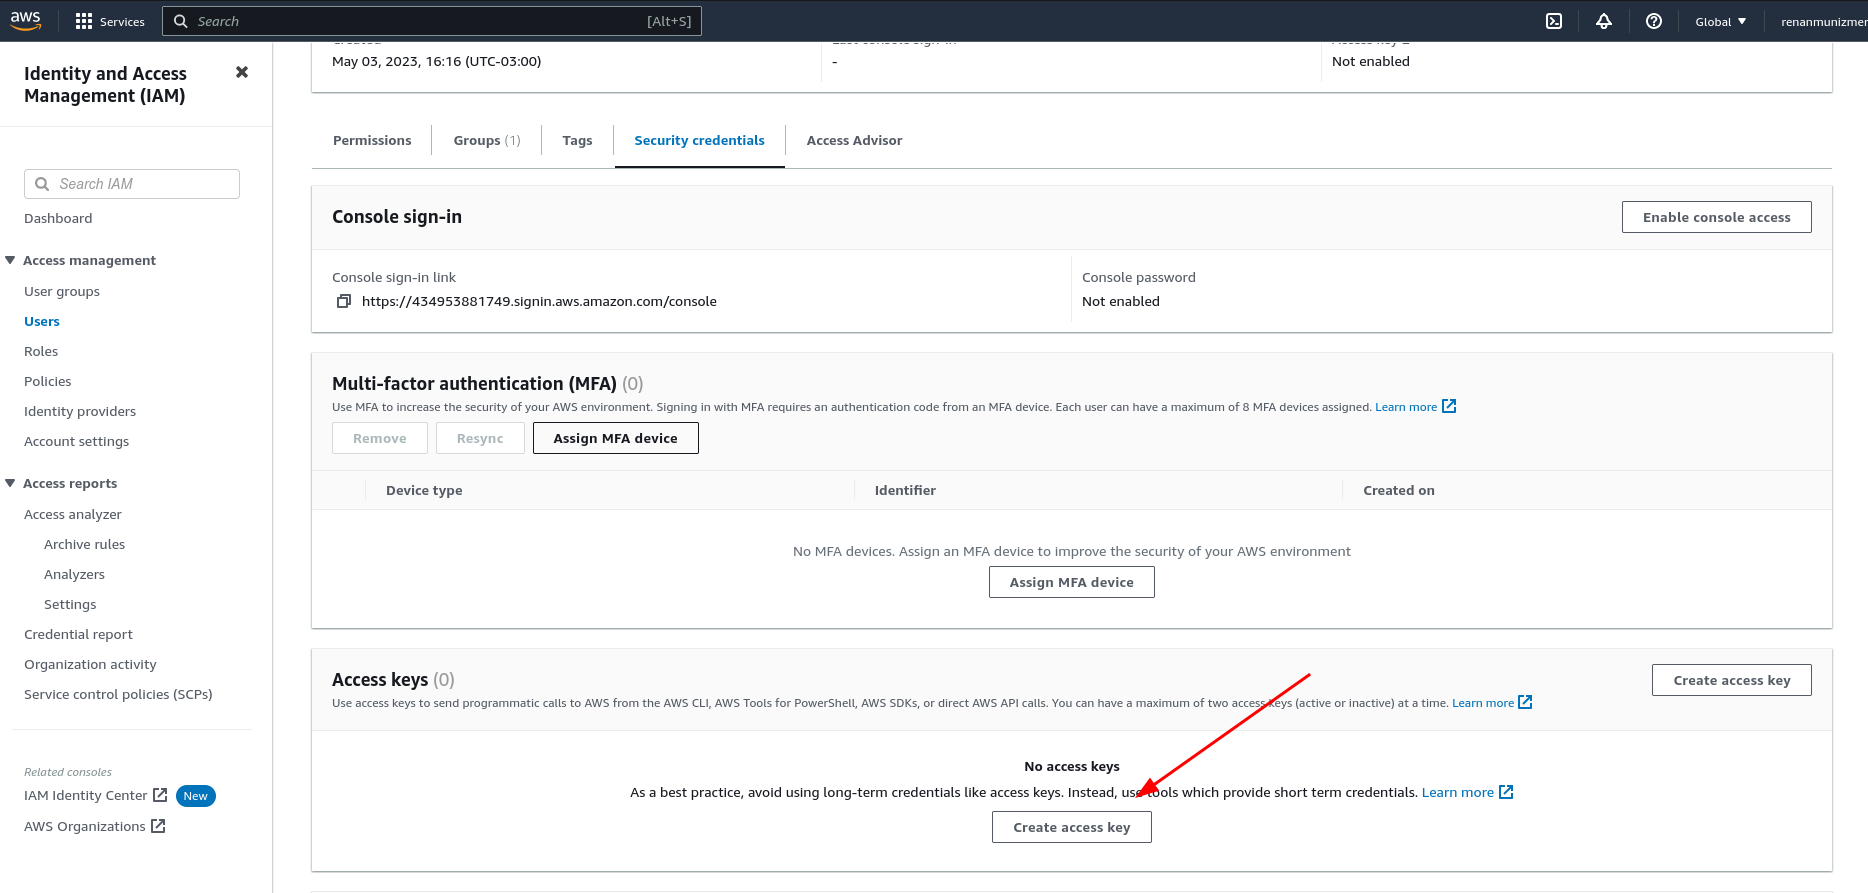 aws
Services
Search
[Alt+S]
Global
renanmunizmer
Identity and Access
Management (IAM)
Search IAM
Dashboard
Access management
User groups
Users
Roles
Policies
Identity providers
Account settings
Access reports
Access analyzer
Archive rules
Analyzers
Settings
Credential report
Organization activity
Service control policies (SCPs)
Related consoles
IAM Identity Center New
AWS Organizations
May 03, 2023, 16:16 (UTC-03:00)
-
Not enabled
Permissions
Groups (1)
Tags
Security credentials
Access Advisor
Console sign-in
Enable console access
Console sign-in link
https://434953881749.signin.aws.amazon.com/console
Console password
Not enabled
Multi-factor authentication (MFA) (0)
Use MFA to increase the security of your AWS environment. Signing in with MFA requires an authentication code from an MFA device. Each user can have a maximum of 8 MFA devices assigned. Learn more
Remove
Resync
Assign MFA device
Device type
Identifier
Created on
No MFA devices. Assign an MFA device to improve the security of your AWS environment
Assign MFA device
Access keys (0)
Create access key
Use access keys to send programmatic calls to AWS from the AWS CLI, AWS Tools for PowerShell, AWS SDKs, or direct AWS API calls. You can have a maximum of two access keys (active or inactive) at a time. Learn more
No access keys
As a best practice, avoid using long-term credentials like access keys. Instead, use tools which provide short term credentials. Learn more
Create access key